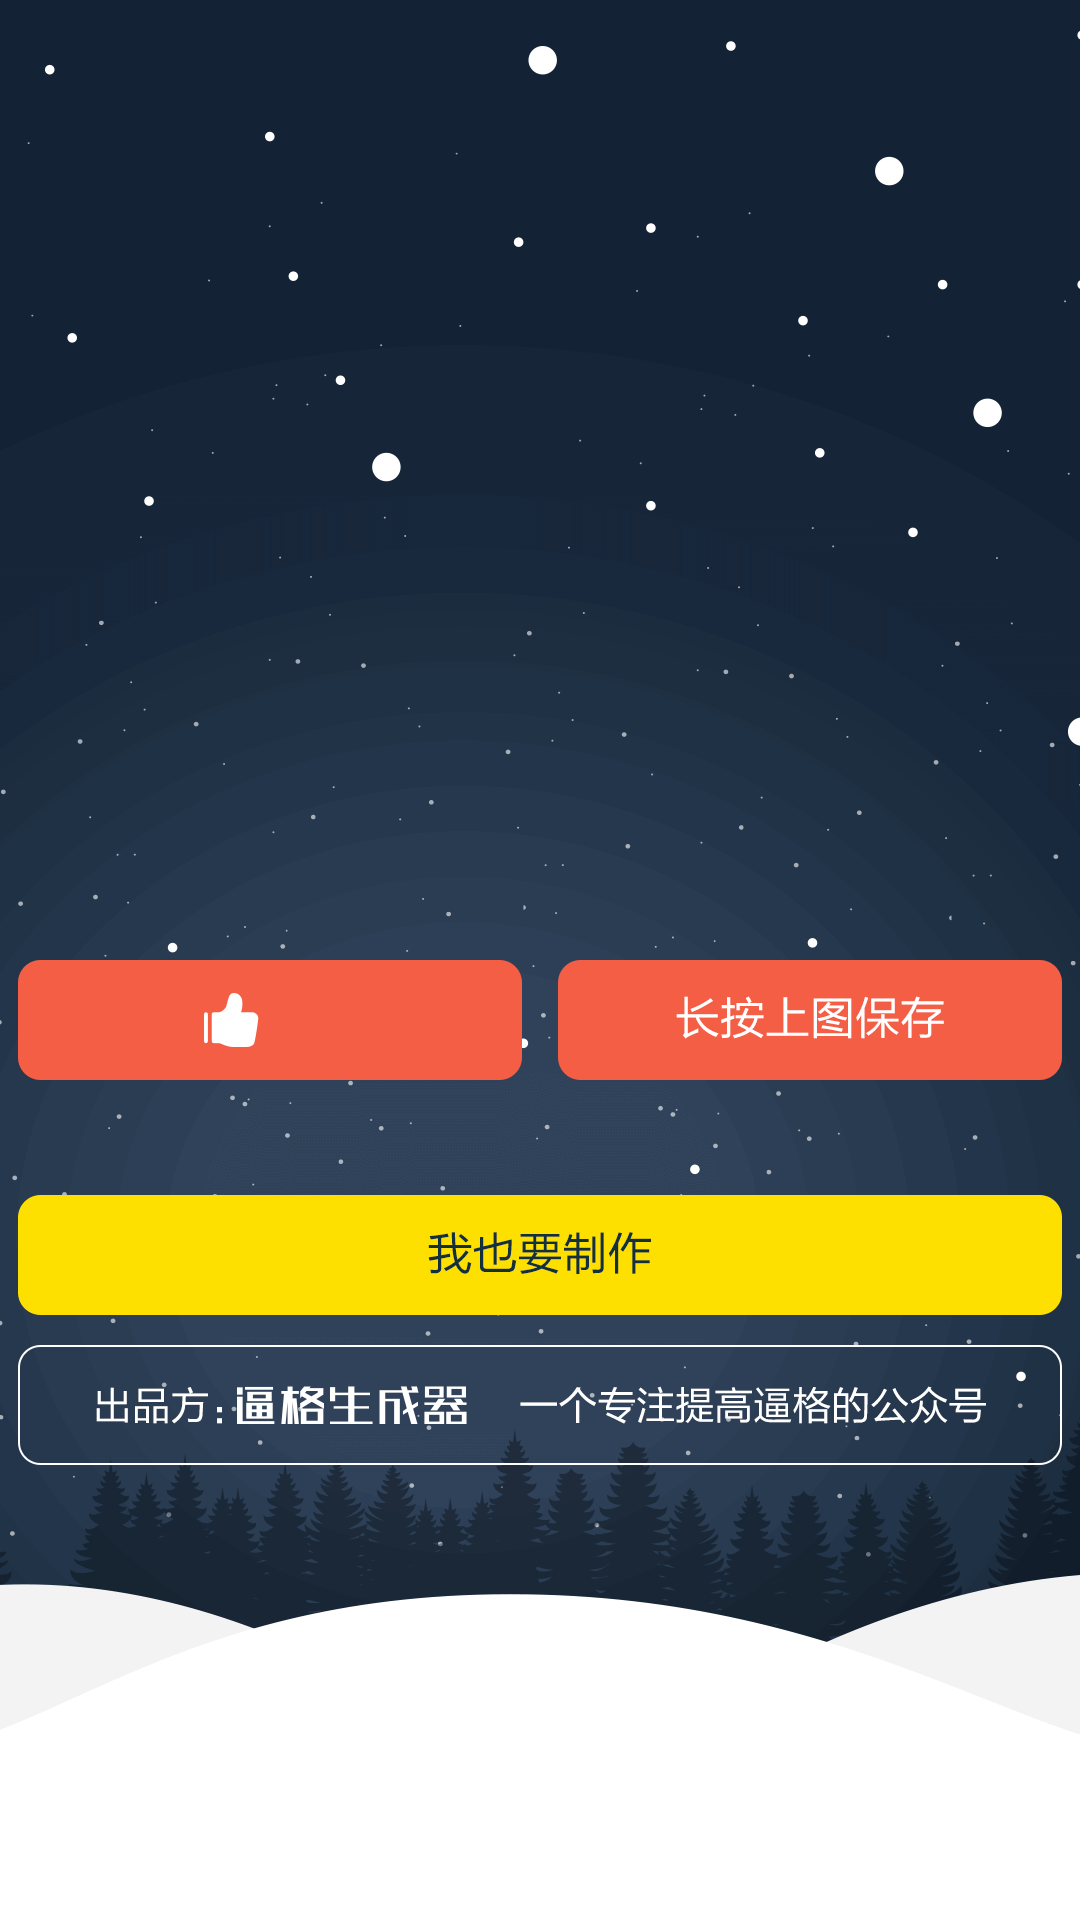 长按上图保存
我也要制作
出品方:逼格生成器 一个专注提高逼格的公众号